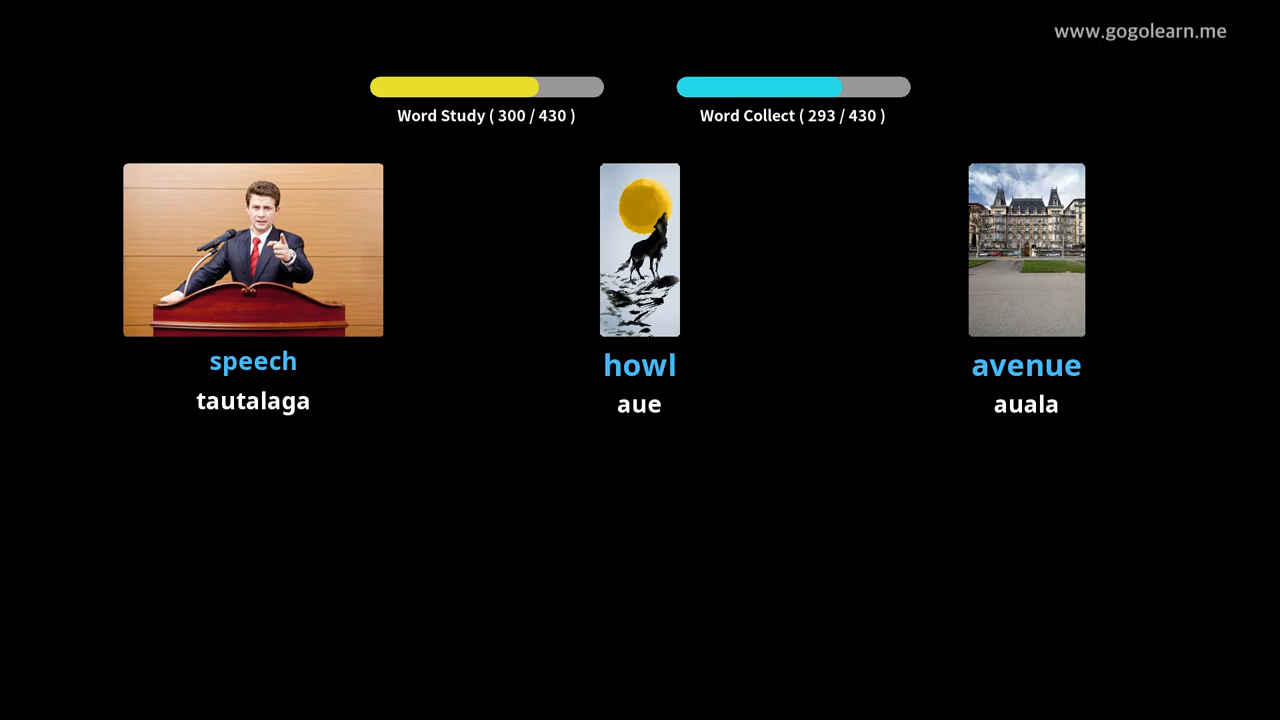 www.gogolearn.me
Word Study ( 300 / 430 )
Word Collect ( 293 / 430 )
speech
tautalaga
howl
aue
avenue
auala